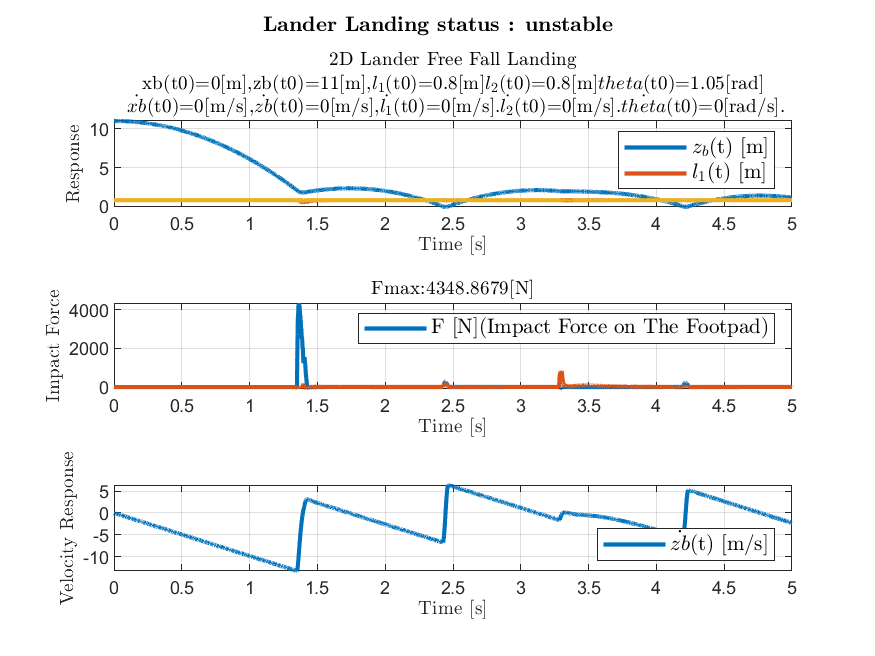 Lander Landing status : unstable
2D Lander Free Fall Landing
xb(t0)=0[m],zb(t0)=11[m],l₁(t0)=0.8[m]l₂(t0)=0.8[m]theta(t0)=1.05[rad]
ẋb(t0)=0[m/s],żb(t0)=0[m/s],l̇₁(t0)=0[m/s].l̇₂(t0)=0[m/s].thėta(t0)=0[rad/s].
Response
10
5
0
z_b(t) [m]
l₁(t) [m]
0 0.5 1 1.5 2 2.5 3 3.5 4 4.5 5
Time [s]
Fmax:4348.8679[N]
Impact Force
4000
2000
0
F [N](Impact Force on The Footpad)
0 0.5 1 1.5 2 2.5 3 3.5 4 4.5 5
Time [s]
Velocity Response
5
0
-5
-10
żb(t) [m/s]
0 0.5 1 1.5 2 2.5 3 3.5 4 4.5 5
Time [s]